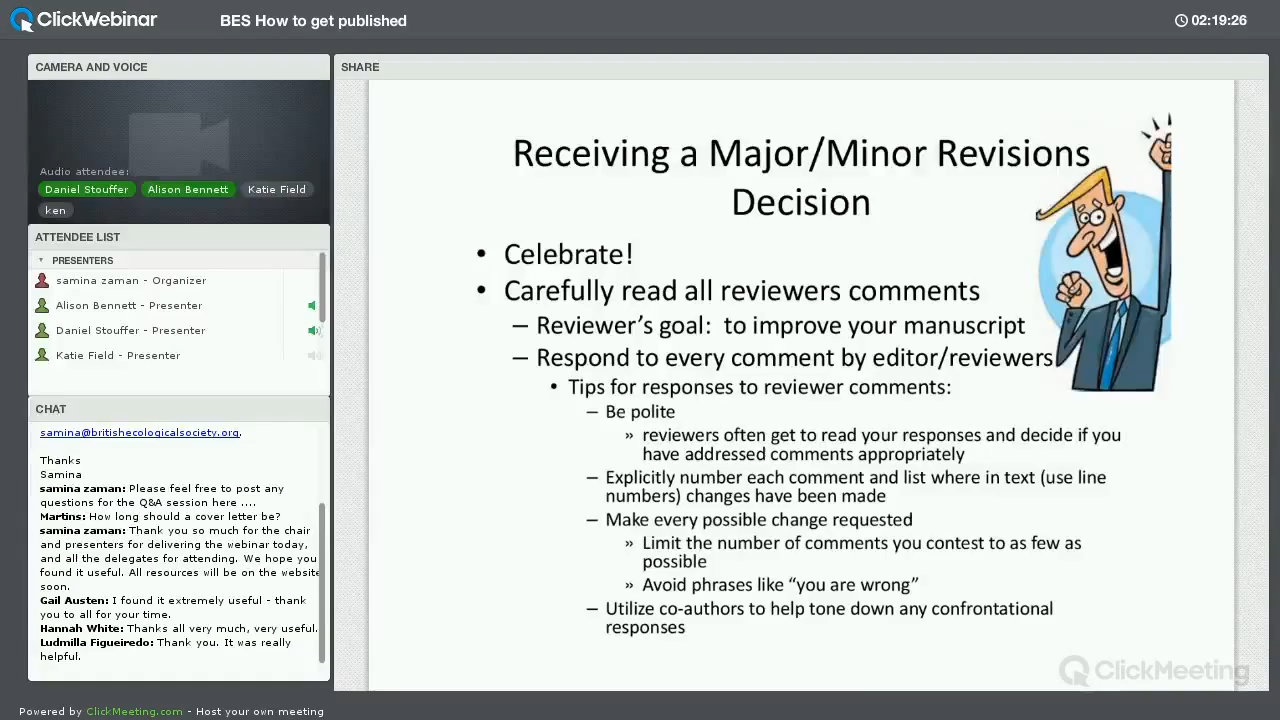 ClickWebinar
BES How to get published
02:19:26
CAMERA AND VOICE
Audio attendee:
Daniel Stouffer
Alison Bennett
Katie Field
ken
ATTENDEE LIST
PRESENTERS
samina zaman - Organizer
Alison Bennett - Presenter
Daniel Stouffer - Presenter
Katie Field - Presenter
CHAT
samina@britishecologicalsociety.org.
Thanks
Samina
samina zaman: Please feel free to post any
questions for the Q&A session here ....
Martins: How long should a cover letter be?
samina zaman: Thank you so much for the chair
and presenters for delivering the webinar today,
and all the delegates for attending. We hope you
found it useful. All resources will be on the website
soon.
Gail Austen: I found it extremely useful - thank
you to all for your time.
Hannah White: Thanks all very much, very useful.
Ludmilla Figueiredo: Thank you. It was really
helpful.
SHARE
Receiving a Major/Minor Revisions
Decision
• Celebrate!
• Carefully read all reviewers comments
– Reviewer's goal: to improve your manuscript
– Respond to every comment by editor/reviewers
• Tips for responses to reviewer comments:
– Be polite
» reviewers often get to read your responses and decide if you
have addressed comments appropriately
– Explicitly number each comment and list where in text (use line
numbers) changes have been made
– Make every possible change requested
» Limit the number of comments you contest to as few as
possible
» Avoid phrases like “you are wrong”
– Utilize co-authors to help tone down any confrontational
responses
ClickMeeting
Powered by ClickMeeting.com - Host your own meeting